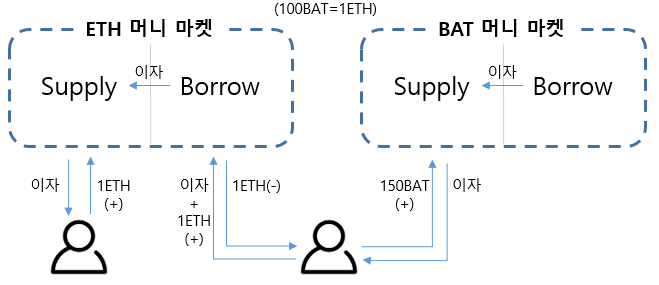 (100BAT=1ETH)
ETH 머니 마켓
BAT 머니 마켓
Supply
이자
Borrow
Supply
이자
Borrow
이자
1ETH
(+)
이자
+
1ETH
(+)
1ETH(-)
150BAT
(+)
이자